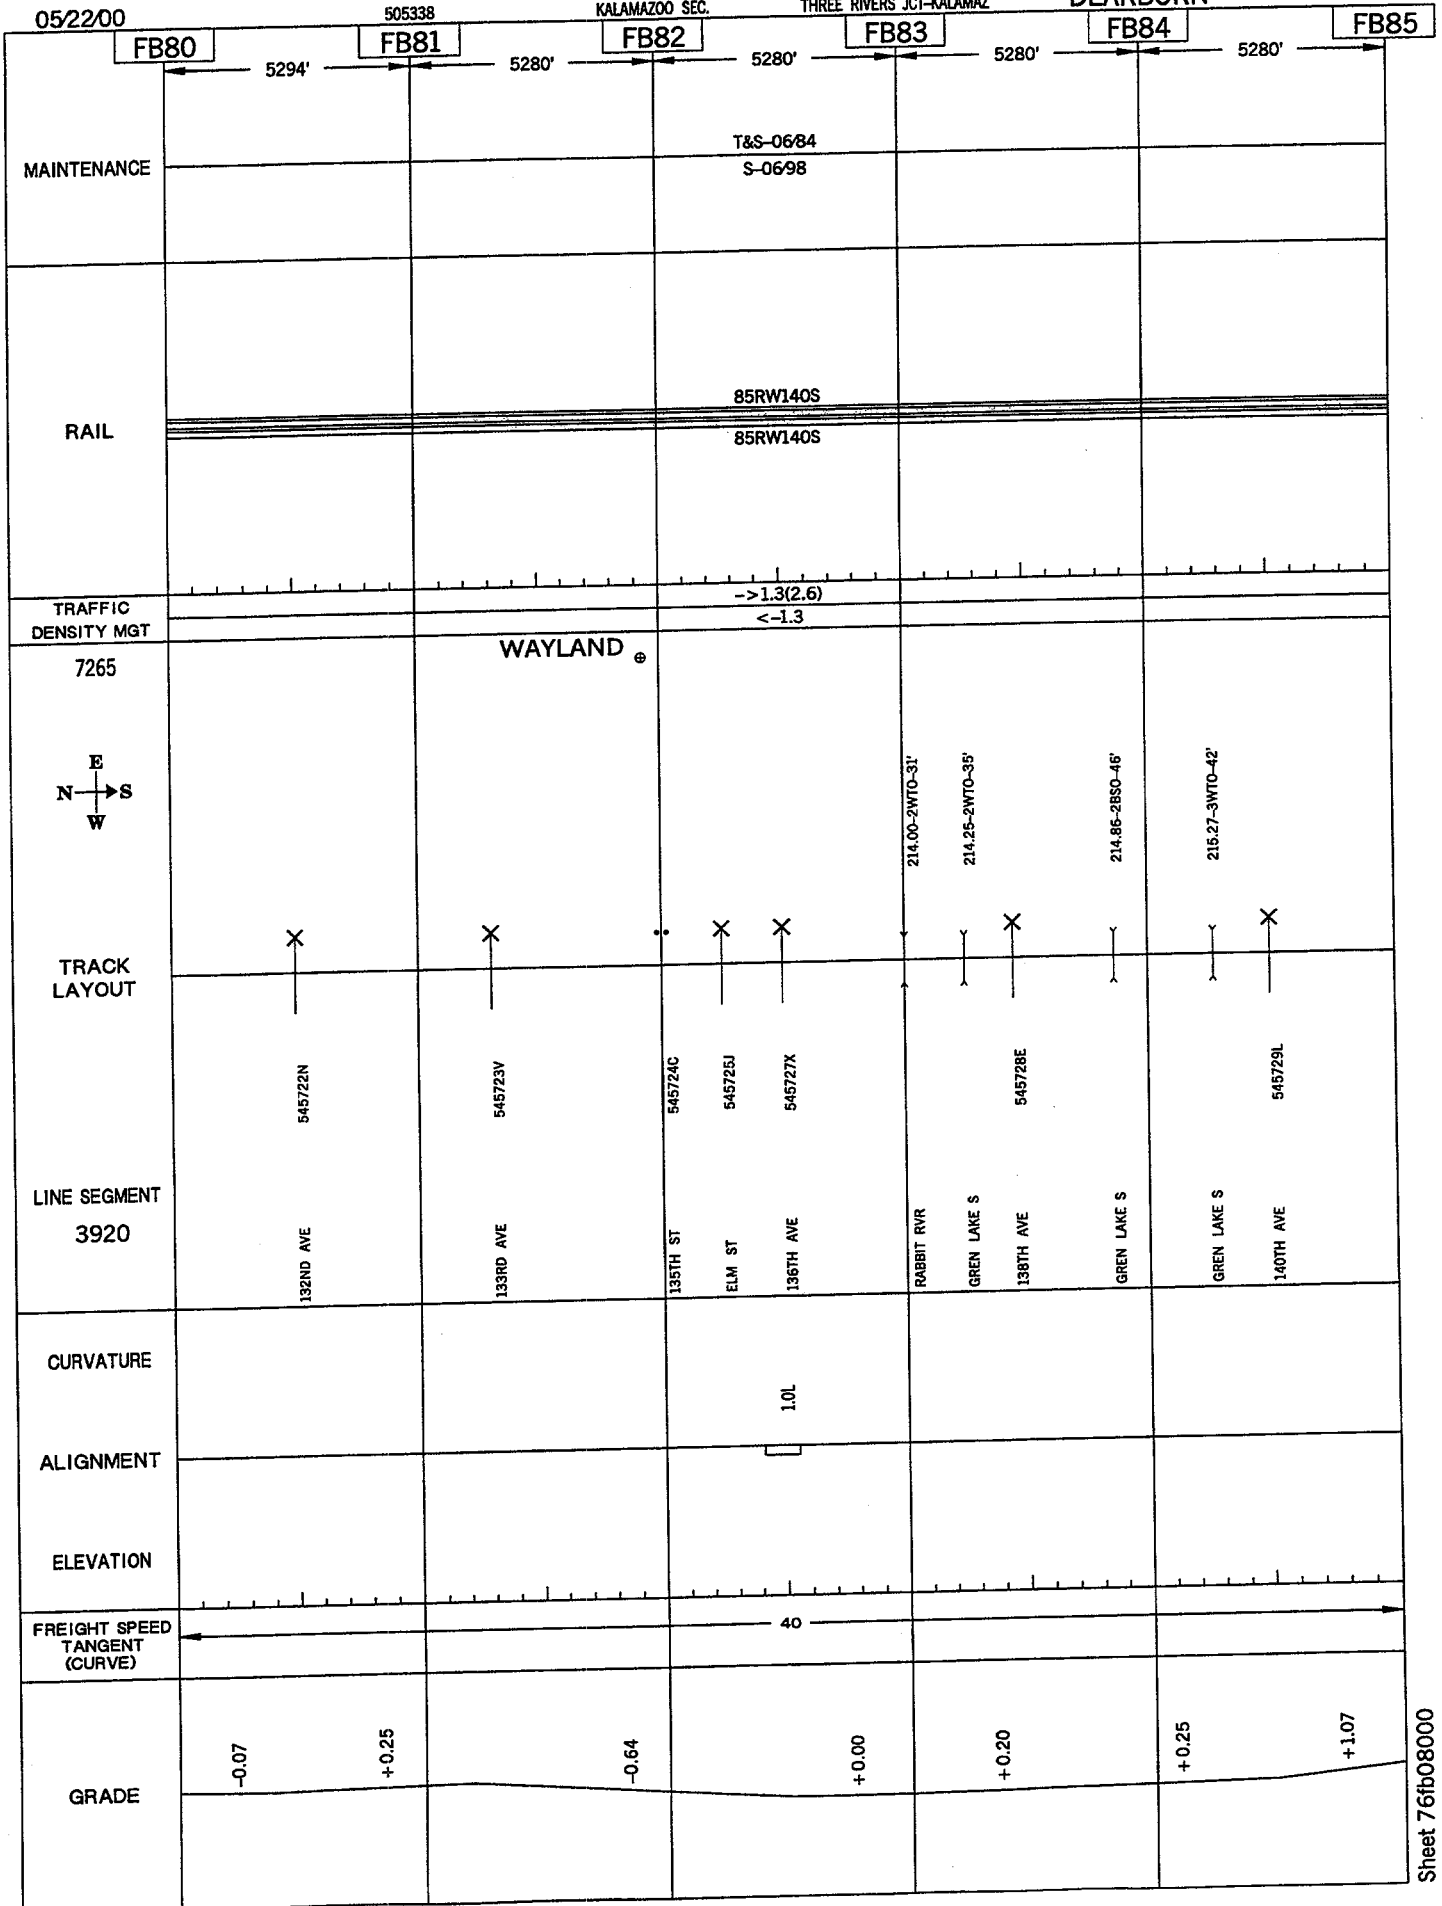 05/22/00
505338
KALAMAZOO SEC.
THREE RIVERS JCT-KALAMAZ
DEARBORN
FB80
FB81
FB82
FB83
FB84
FB85
5294'
5280'
5280'
5280'
5280'
MAINTENANCE
T&S-06/84
S-06/98
RAIL
85RW140S
85RW140S
TRAFFIC
DENSITY MGT
->1.3(2.6)
<-1.3
7265
WAYLAND
E
N S
W
214.00-2WTO-31'
214.25-2WTO-35'
214.86-2BSO-46'
215.27-3WTO-42'
TRACK
LAYOUT
545722N
545723V
545724C
545725J
545727X
545728E
545729L
LINE SEGMENT
3920
132ND AVE
133RD AVE
135TH ST
ELM ST
136TH AVE
RABBIT RVR
GREN LAKE S
138TH AVE
GREN LAKE S
GREN LAKE S
140TH AVE
CURVATURE
1.0L
ALIGNMENT
ELEVATION
FREIGHT SPEED
TANGENT
(CURVE)
40
GRADE
-0.07
+0.25
-0.64
+0.00
+0.20
+0.25
+1.07
Sheet 76fb08000